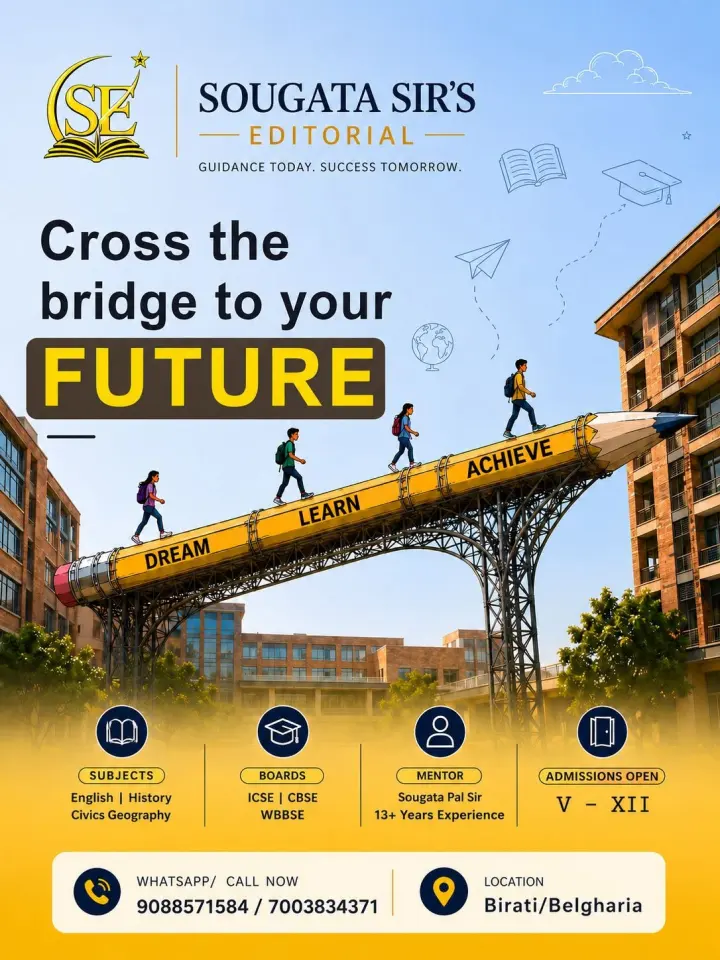 SE
SOUGATA SIR'S
EDITORIAL
GUIDANCE TODAY. SUCCESS TOMORROW.
Cross the
bridge to your
FUTURE
DREAM
LEARN
ACHIEVE
SUBJECTS
English | History
Civics Geography
BOARDS
ICSE | CBSE
WBBSE
MENTOR
Sougata Pal Sir
13+ Years Experience
ADMISSIONS OPEN
V - XII
WHATSAPP/ CALL NOW
9088571584 / 7003834371
LOCATION
Birati/Belgharia